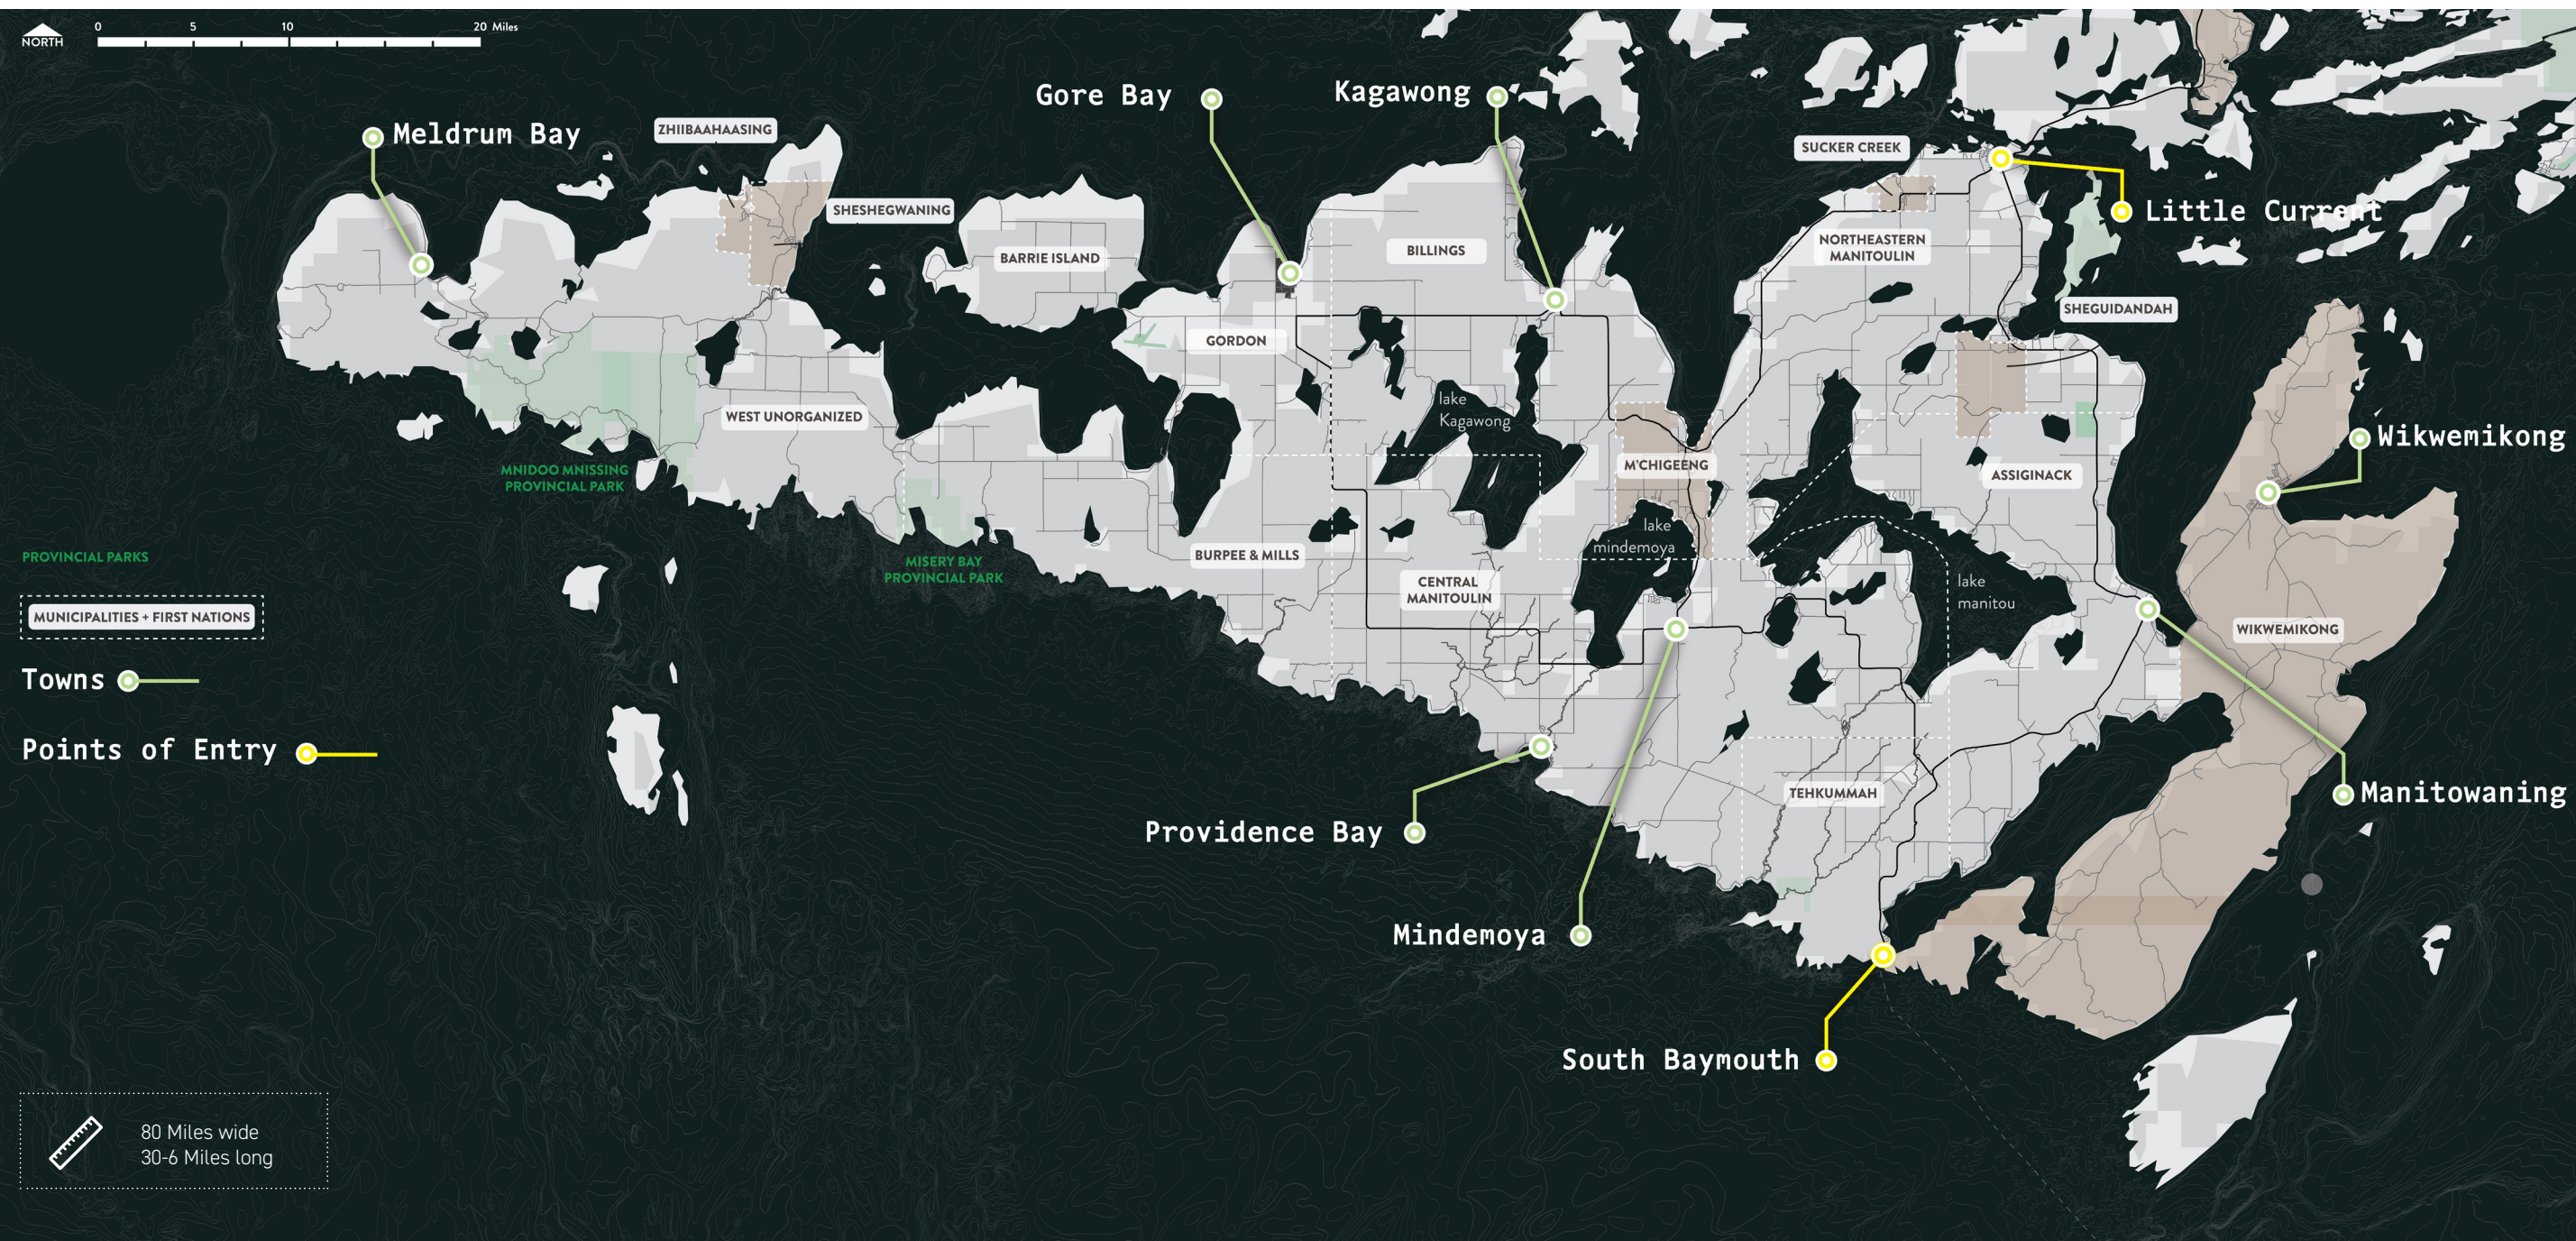 NORTH
0 5 10 20 Miles
Gore Bay
Kagawong
Meldrum Bay
ZHIIBAAHAASING
SUCKER CREEK
SHESHEGWANING
Little Current
BARRIE ISLAND
BILLINGS
NORTHEASTERN
MANITOULIN
SHEGUIDANDAH
GORDON
WEST UNORGANIZED
lake
Kagawong
Wikwemikong
M'CHIGEENG
ASSIGINACK
MNIDOO MNISSING
PROVINCIAL PARK
lake
mindemoya
PROVINCIAL PARKS
MISERY BAY
PROVINCIAL PARK
BURPEE & MILLS
CENTRAL
MANITOULIN
lake
manitou
MUNICIPALITIES + FIRST NATIONS
WIKWEMIKONG
Towns
Points of Entry
TEHKUMMAH
Manitowaning
Providence Bay
Mindemoya
South Baymouth
80 Miles wide
30-6 Miles long